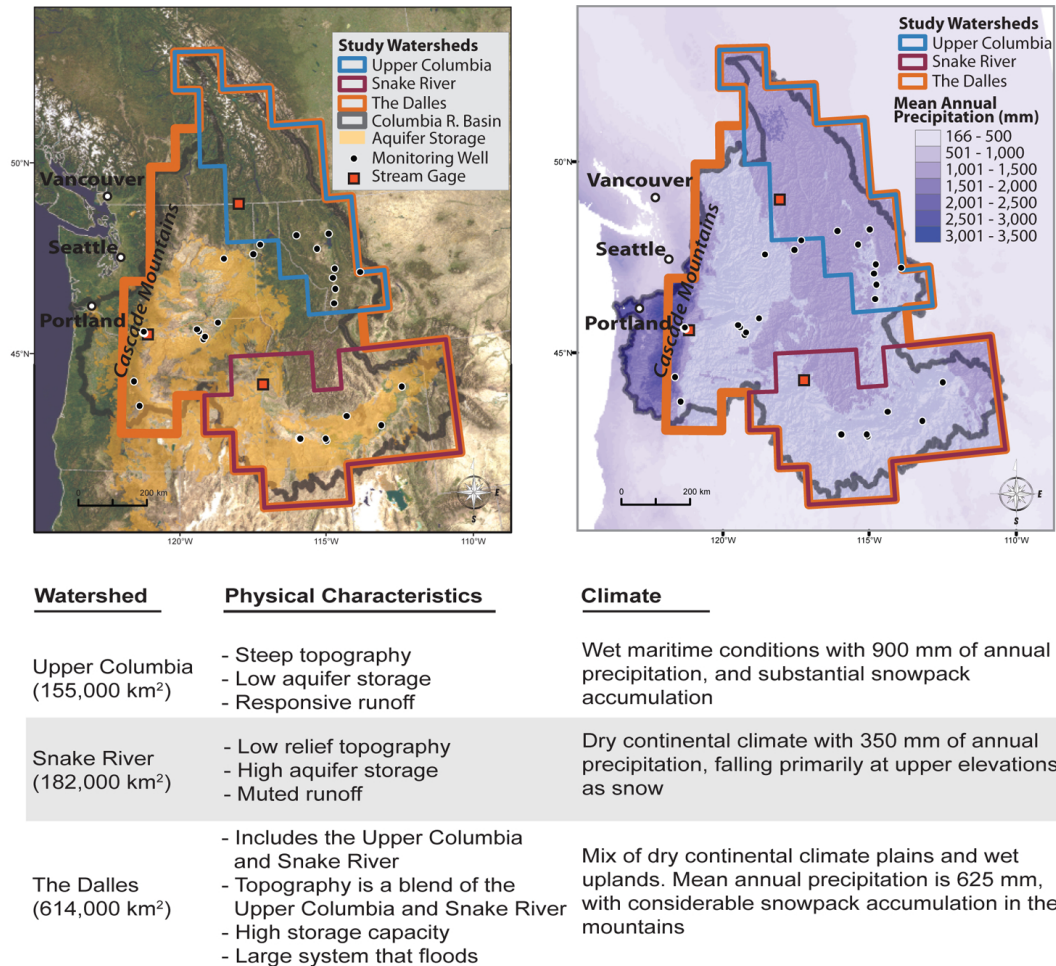 Study Watersheds
Upper Columbia
Snake River
The Dalles
Columbia R. Basin
Aquifer Storage
Monitoring Well
Stream Gage
50°N
Vancouver
Seattle
Cascade Mountains
Portland
45°N
0 200 km
E
S
120°W 115°W 110°W
Study Watersheds
Upper Columbia
Snake River
The Dalles
Mean Annual
Precipitation (mm)
166 - 500
501 - 1,000
1,001 - 1,500
1,501 - 2,000
2,001 - 2,500
2,501 - 3,000
3,001 - 3,500
50°N
Vancouver
Seattle
Cascade Mountains
Portland
45°N
0 200 km
E
S
120°W 115°W 110°W
Watershed Physical Characteristics Climate
Upper Columbia
(155,000 km²)
- Steep topography
- Low aquifer storage
- Responsive runoff
Wet maritime conditions with 900 mm of annual
precipitation, and substantial snowpack
accumulation
Snake River
(182,000 km²)
- Low relief topography
- High aquifer storage
- Muted runoff
Dry continental climate with 350 mm of annual
precipitation, falling primarily at upper elevations
as snow
The Dalles
(614,000 km²)
- Includes the Upper Columbia
and Snake River
- Topography is a blend of the
Upper Columbia and Snake River
- High storage capacity
- Large system that floods
Mix of dry continental climate plains and wet
uplands. Mean annual precipitation is 625 mm,
with considerable snowpack accumulation in the
mountains